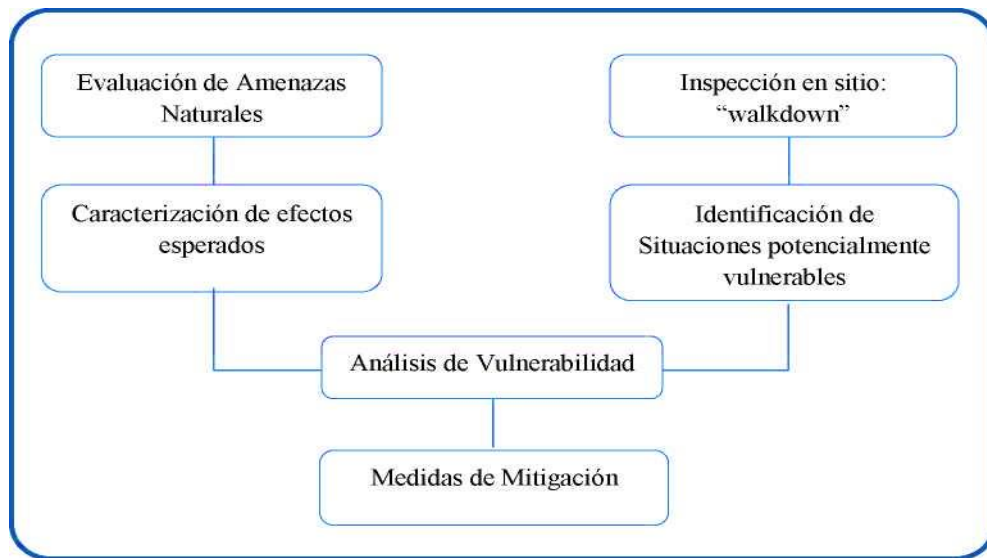 Evaluación de Amenazas
Naturales
Inspección en sitio:
“walkdown”
Caracterización de efectos
esperados
Identificación de
Situaciones potencialmente
vulnerables
Análisis de Vulnerabilidad
Medidas de Mitigación